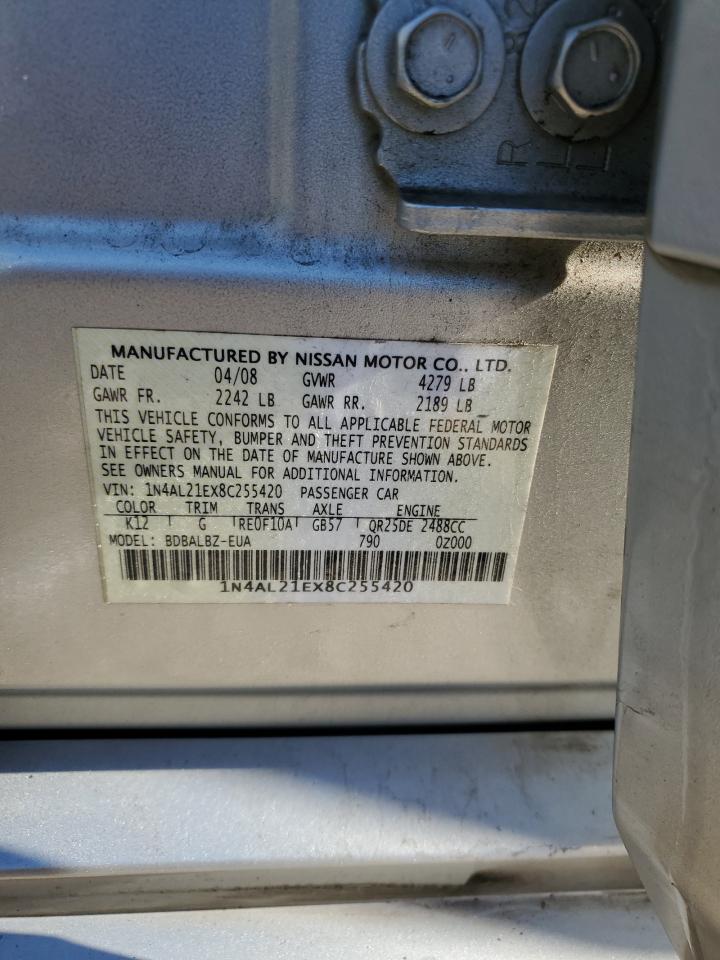 R
MANUFACTURED BY NISSAN MOTOR CO., LTD.
DATE 04/08 GVWR 4279 LB
GAWR FR. 2242 LB GAWR RR. 2189 LB
THIS VEHICLE CONFORMS TO ALL APPLICABLE FEDERAL MOTOR
VEHICLE SAFETY, BUMPER AND THEFT PREVENTION STANDARDS
IN EFFECT ON THE DATE OF MANUFACTURE SHOWN ABOVE.
SEE OWNERS MANUAL FOR ADDITIONAL INFORMATION.
VIN: 1N4AL21EX8C255420 PASSENGER CAR
COLOR TRIM TRANS AXLE ENGINE
K12 G RE0F10A GB57 QR25DE 2488CC
MODEL: BDBALBZ-EUA 790 0Z000
1N4AL21EX8C255420